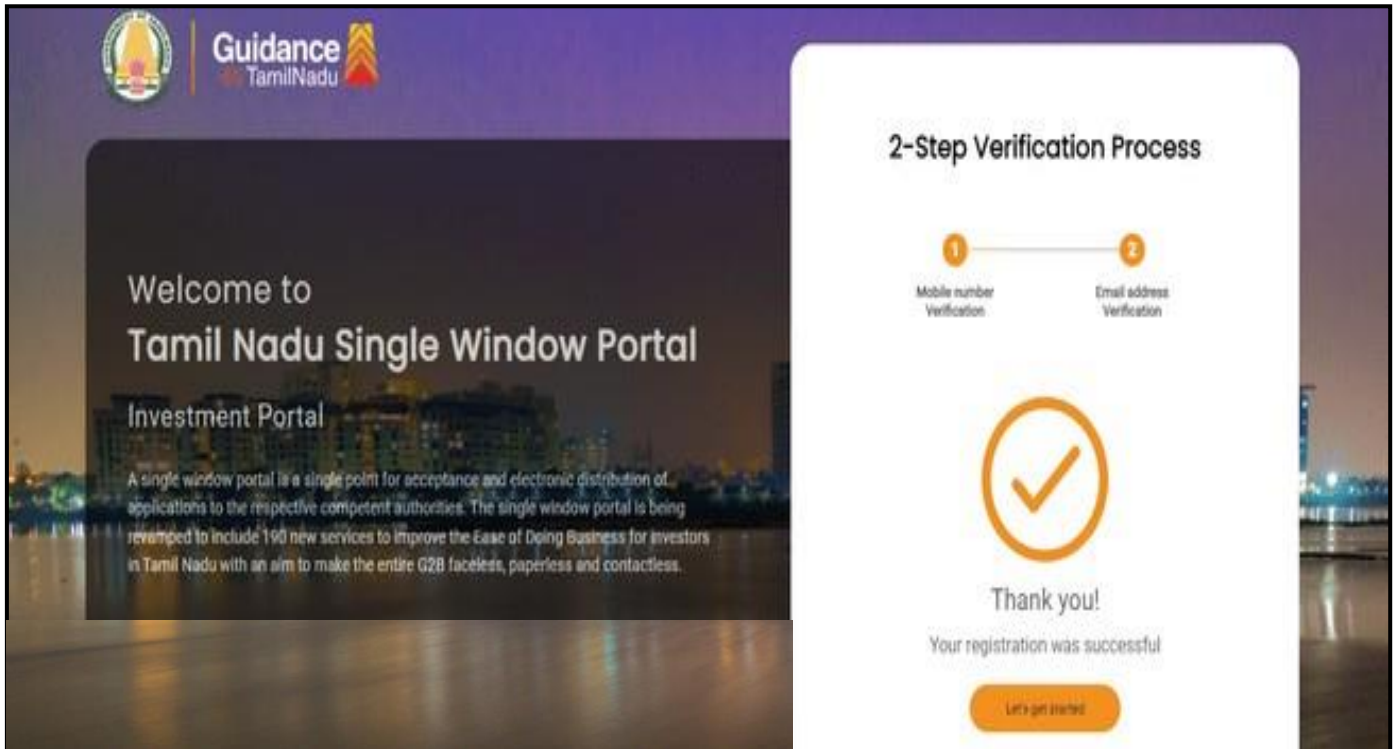 Guidance
TamilNadu
Welcome to
Tamil Nadu Single Window Portal
Investment Portal
A single window portal is a single point for acceptance and electronic distribution of
applications to the respective competent authorities. The single window portal is being
revamped to include 190 new services to improve the Ease of Doing Business for investors
in Tamil Nadu with an aim to make the entire G2B faceless, paperless and contactless.
2-Step Verification Process
1
2
Mobile number
Verification
Email address
Verification
Thank you!
Your registration was successful
Let's get started